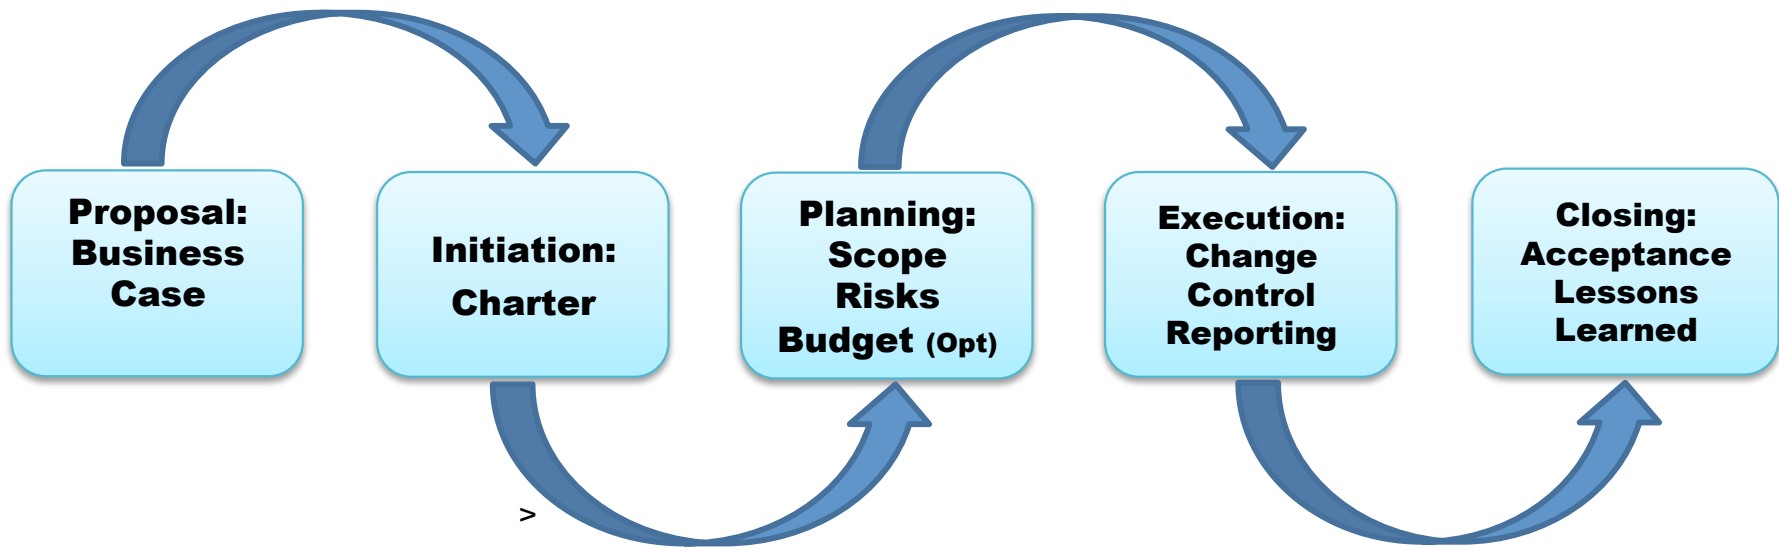 Proposal:
Business
Case
Initiation:
Charter
Planning:
Scope
Risks
Budget (Opt)
Execution:
Change
Control
Reporting
Closing:
Acceptance
Lessons
Learned
>